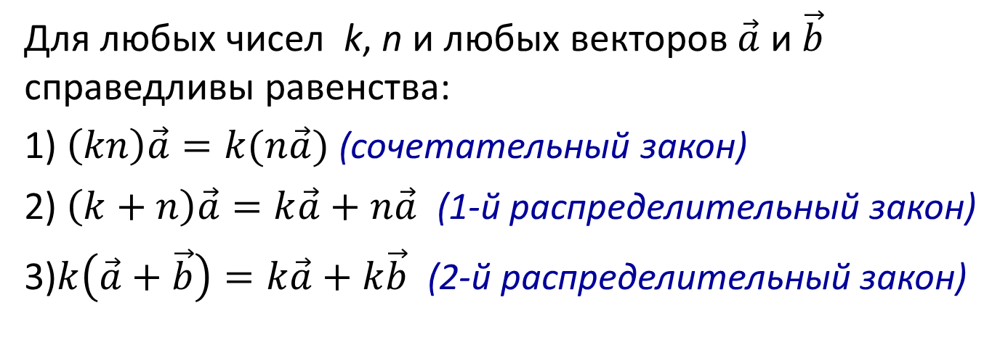 Для любых чисел k, n и любых векторов a⃗ и b⃗
справедливы равенства:
1) (kn)a⃗ = k(na⃗) (сочетательный закон)
2) (k + n)a⃗ = ka⃗ + na⃗ (1-й распределительный закон)
3)k(a⃗ + b⃗) = ka⃗ + kb⃗ (2-й распределительный закон)